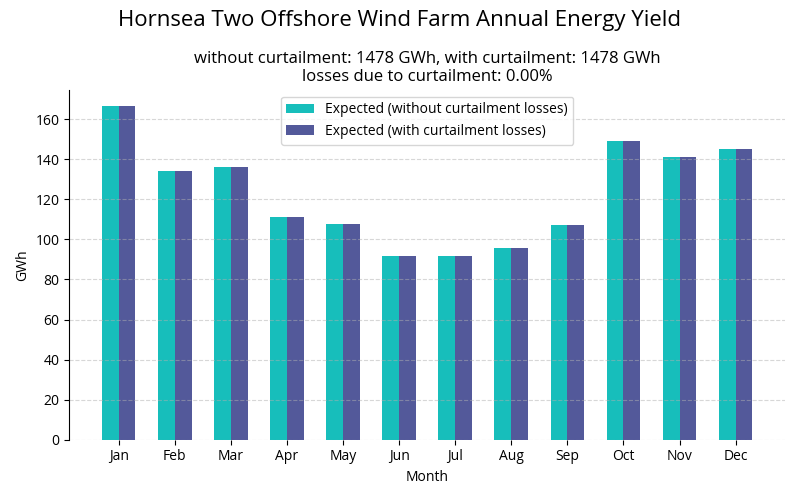 Hornsea Two Offshore Wind Farm Annual Energy Yield
without curtailment: 1478 GWh, with curtailment: 1478 GWh
losses due to curtailment: 0.00%
Expected (without curtailment losses)
Expected (with curtailment losses)
GWh
160
140
120
100
80
60
40
20
0
Jan Feb Mar Apr May Jun Jul Aug Sep Oct Nov Dec
Month